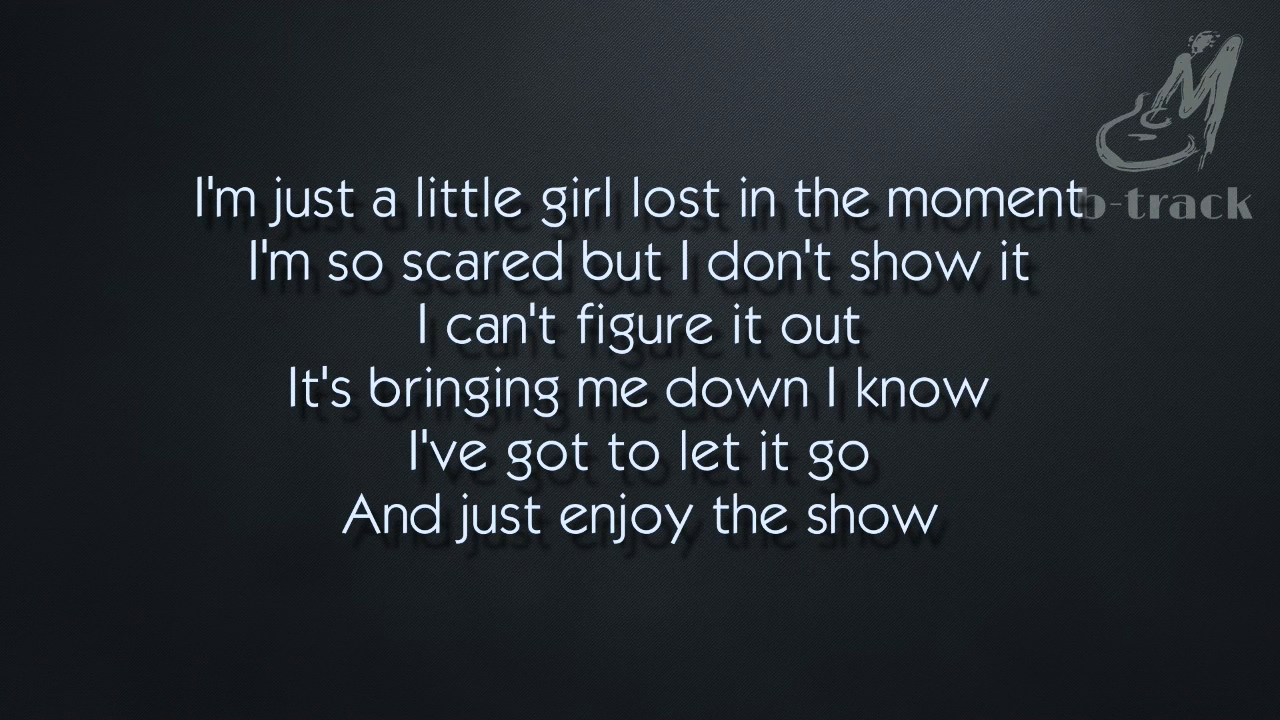 I'm just a little girl lost in the moment
b-track
I'm so scared but I don't show it
I can't figure it out
It's bringing me down I know
I've got to let it go
And just enjoy the show